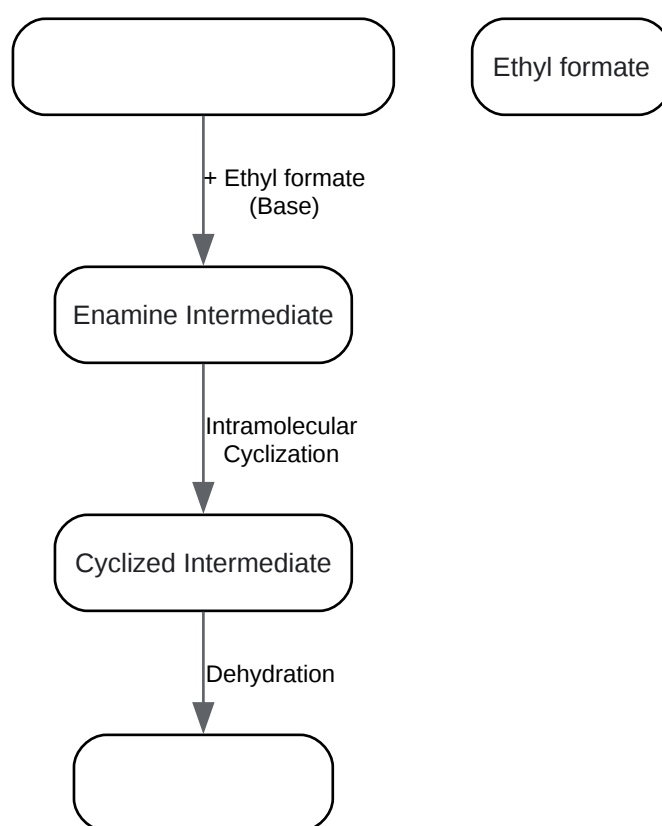 Ethyl formate
+ Ethyl formate
(Base)
Enamine Intermediate
Intramolecular
Cyclization
Cyclized Intermediate
Dehydration